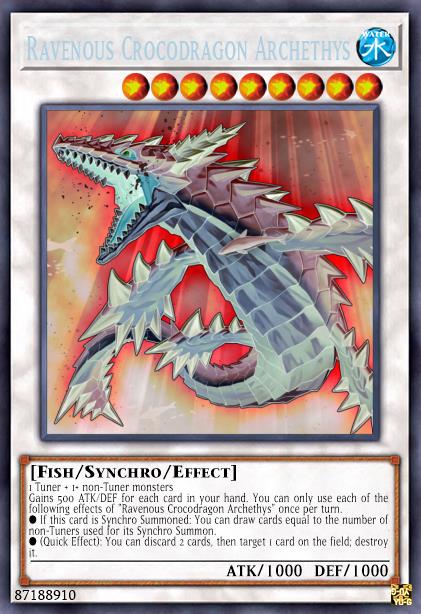 Ravenous Crocodragon Archethys
WATER
水
[Fish/Synchro/Effect]
1 Tuner + 1+ non-Tuner monsters
Gains 500 ATK/DEF for each card in your hand. You can only use each of the
following effects of "Ravenous Crocodragon Archethys" once per turn.
● If this card is Synchro Summoned: You can draw cards equal to the number
of non-Tuners used for its Synchro Summon.
● (Quick Effect): You can discard 2 cards, then target 1 card on the field; destroy
it.
ATK/1000 DEF/1000
87188910